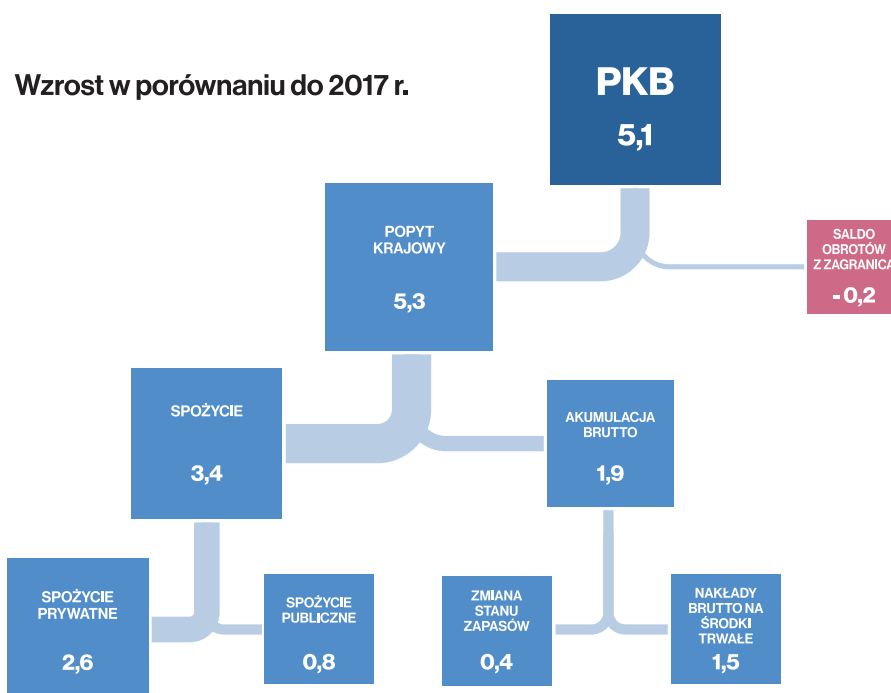 Wzrost w porównaniu do 2017 r.
PKB
5,1
POPYT
KRAJOWY
5,3
SALDO
OBROTÓW
Z ZAGRANICĄ
-0,2
SPOŻYCIE
3,4
AKUMULACJA
BRUTTO
1,9
SPOŻYCIE
PRYWATNE
2,6
SPOŻYCIE
PUBLICZNE
0,8
ZMIANA
STANU
ZAPASÓW
0,4
NAKŁADY
BRUTTO NA
ŚRODKI
TRWAŁE
1,5